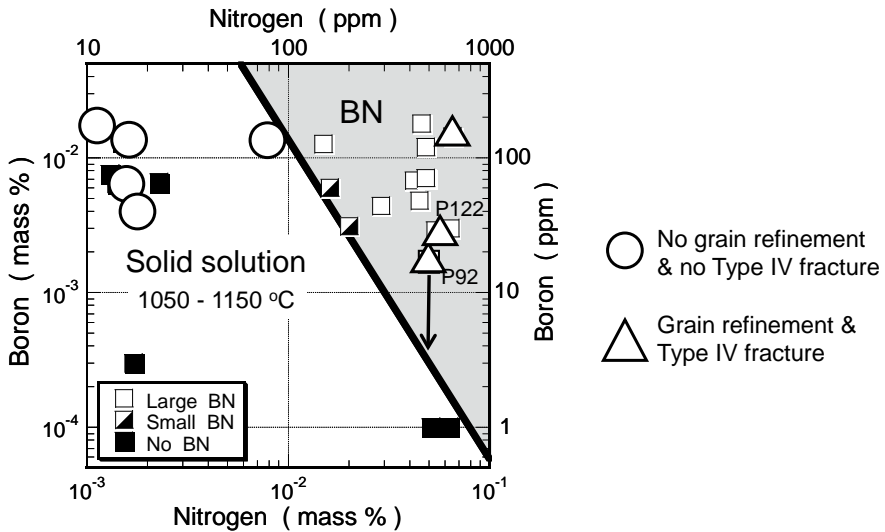 Nitrogen ( ppm )
10 100 1000
BN
10⁻² 100
Boron ( mass % )
Boron ( ppm )
P122
Solid solution
P92
1050 - 1150 ºC
10⁻³ 10
Large BN
Small BN
No BN
10⁻⁴ 1
10⁻³ 10⁻² 10⁻¹
Nitrogen ( mass % )
No grain refinement
& no Type IV fracture
Grain refinement &
Type IV fracture